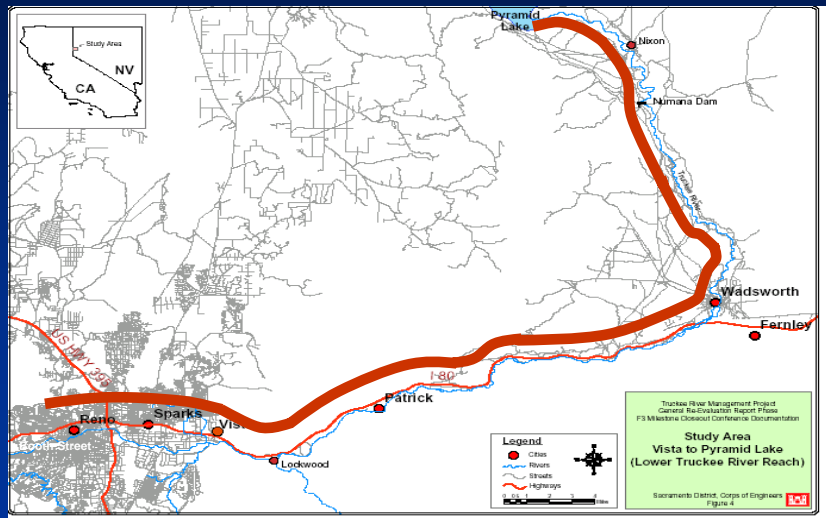 Study Area
NV
CA
Pyramid
Lake
Nixon
Numana Dam
Truckee River
Wadsworth
Fernley
US HWY 395
I 80
Patrick
Sparks
Reno
Vist
Booth Street
Lockwood
Legend
Cities
Rivers
Streets
Highways
Truckee River Management Project
General Re-Evaluation Report Phase
F3 Milestone Closeout Conference Documentation
Study Area
Vista to Pyramid Lake
(Lower Truckee River Reach)
Sacramento District, Corps of Engineers
Figure 4